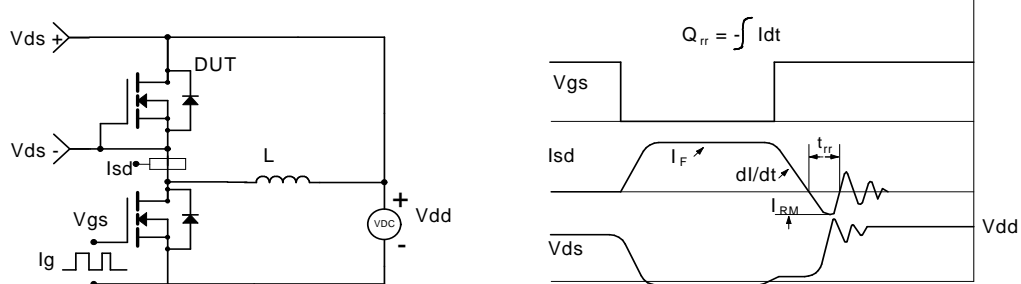 Vds +
DUT
Vds -
Isd
L
Vgs
Ig
+
VDC
-
Vdd
Qrr = -∫ Idt
Vgs
Isd
IF
dI/dt
trr
IRM
Vds
Vdd